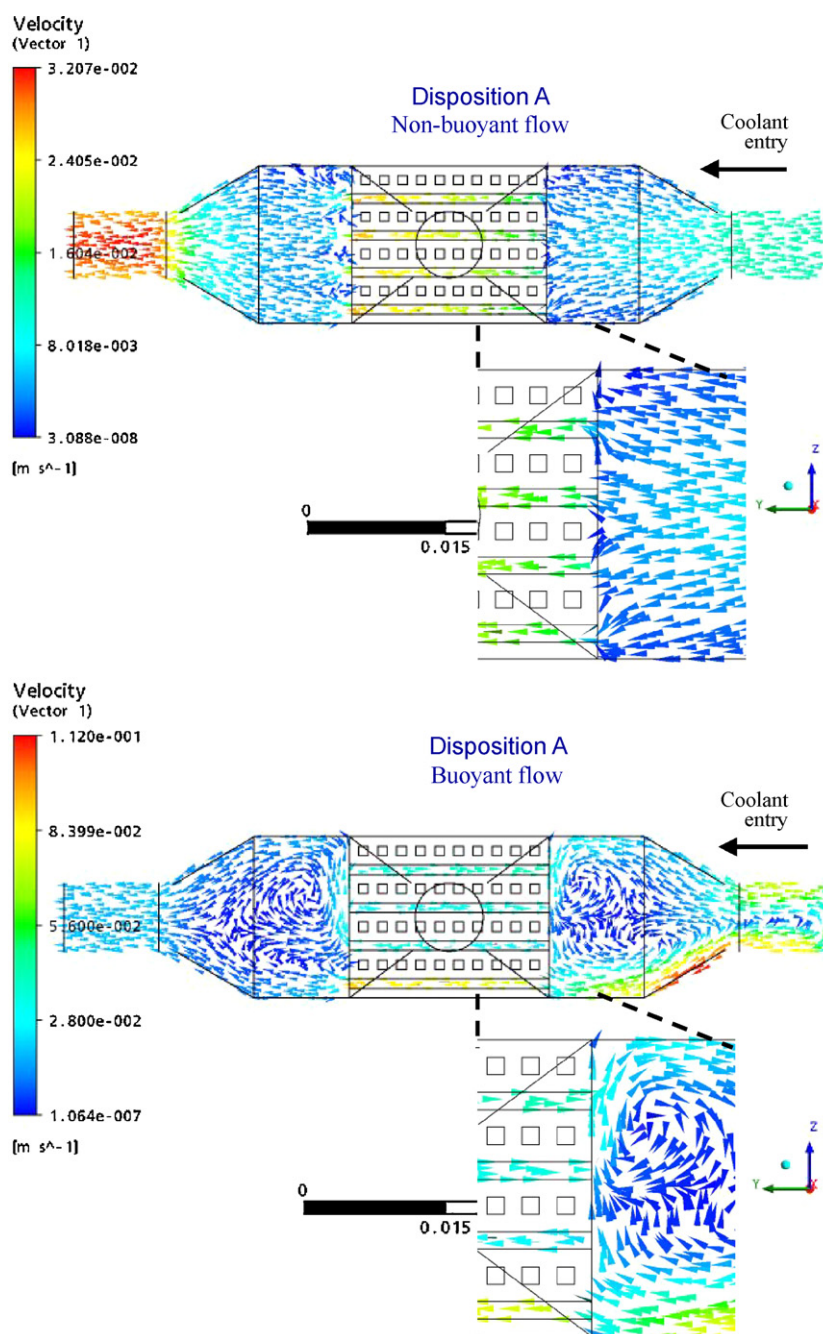 Velocity
(Vector 1)
3.207e-002
2.405e-002
1.604e-002
8.018e-003
3.088e-008
[m s^-1]
Disposition A
Non-buoyant flow
Coolant
entry
0
0.015
Z
Y
X
Velocity
(Vector 1)
1.120e-001
8.399e-002
5.600e-002
2.800e-002
1.064e-007
[m s^-1]
Disposition A
Buoyant flow
Coolant
entry
0
0.015
Z
Y
X